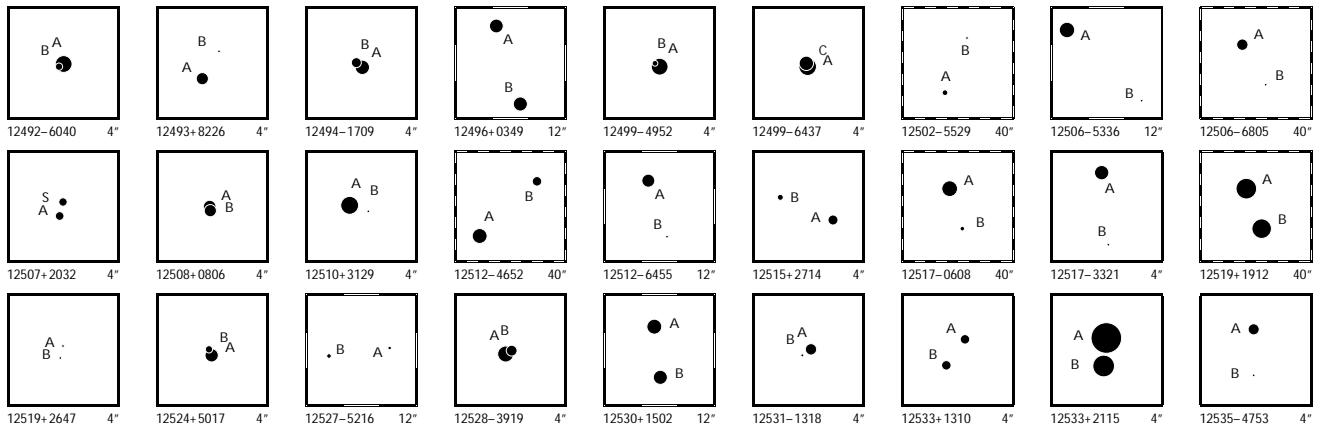 A
B
12492−6040 4"
B
A
12493+8226 4"
B
A
12494−1709 4"
A
B
12496+0349 12"
B A
12499−4952 4"
C
A
12499−6437 4"
B
A
12502−5529 40"
A
B
12506−5336 12"
A
B
12506−6805 40"
S
A
12507+2032 4"
A
B
12508+0806 4"
A
B
12510+3129 4"
B
A
12512−4652 40"
A
B
12512−6455 12"
B
A
12515+2714 4"
A
B
12517−0608 40"
A
B
12517−3321 4"
A
B
12519+1912 40"
A
B
12519+2647 4"
B
A
12524+5017 4"
B
A
12527−5216 12"
B
A
12528−3919 4"
A
B
12530+1502 12"
A
B
12531−1318 4"
A
B
12533+1310 4"
A
B
12533+2115 4"
A
B
12535−4753 4"